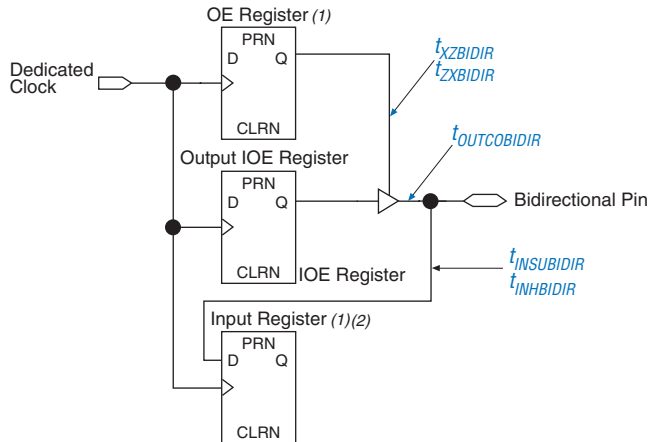 OE Register (1)
PRN
D Q
CLRN
Dedicated
Clock
tXZBIDIR
tZXBIDIR
tOUTCOBIDIR
Output IOE Register
PRN
D Q
CLRN
Bidirectional Pin
IOE Register
tINSUBIDIR
tINHBIDIR
Input Register (1)(2)
PRN
D Q
CLRN